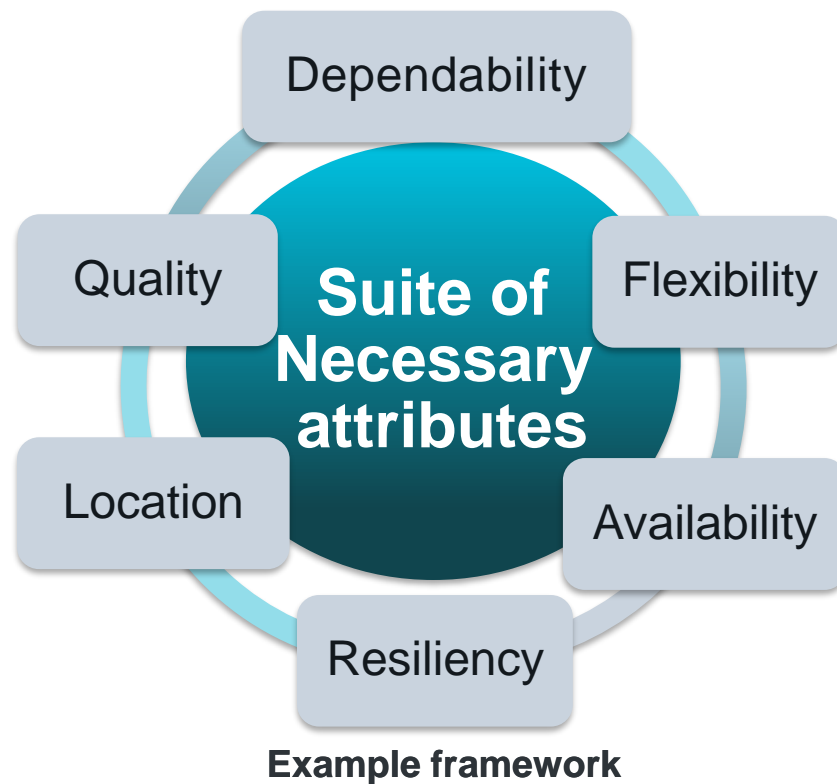 Dependability
Quality
Suite of
Necessary
attributes
Flexibility
Location
Availability
Resiliency
Example framework